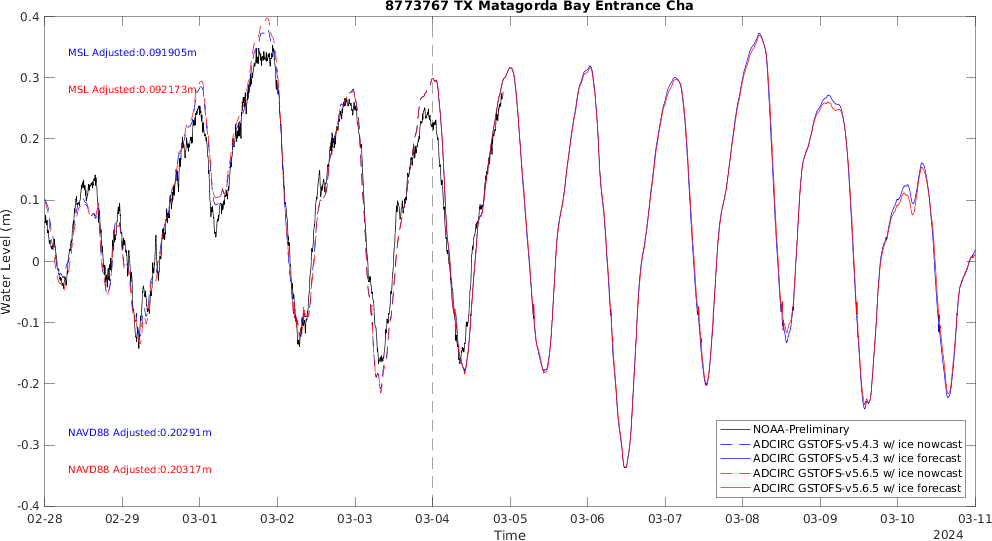 8773767 TX Matagorda Bay Entrance Cha
Water Level (m)
0.4
0.3
0.2
0.1
0
-0.1
-0.2
-0.3
-0.4
MSL Adjusted:0.091905m
MSL Adjusted:0.092173m
NAVD88 Adjusted:0.20291m
NAVD88 Adjusted:0.20317m
NOAA-Preliminary
ADCIRC GSTOFS-v5.4.3 w/ ice nowcast
ADCIRC GSTOFS-v5.4.3 w/ ice forecast
ADCIRC GSTOFS-v5.6.5 w/ ice nowcast
ADCIRC GSTOFS-v5.6.5 w/ ice forecast
02-28 02-29 03-01 03-02 03-03 03-04 03-05 03-06 03-07 03-08 03-09 03-10 03-11
Time
2024